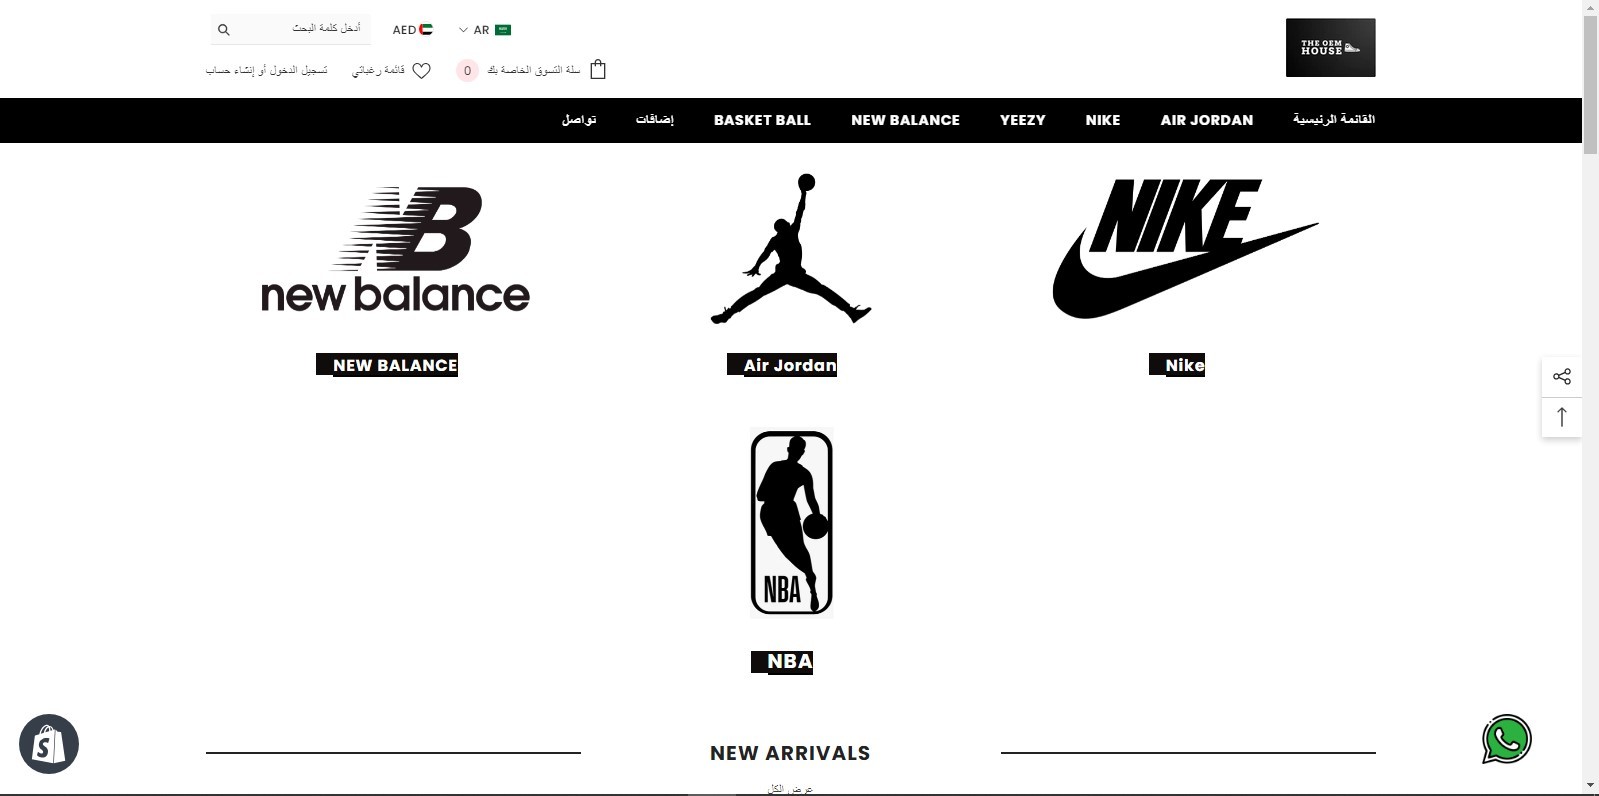 THE OEM
HOUSE
AR
AED
أدخل كلمة البحث
سلة التسوق الخاصة بك
0
قائمة رغباتي
تسجيل الدخول أو إنشاء حساب
القائمة الرئيسية AIR JORDAN NIKE YEEZY NEW BALANCE BASKET BALL إضافات تواصل
NIKE
NB
new balance
Nike
Air Jordan
NEW BALANCE
NBA
NBA
NEW ARRIVALS
عرض الكل